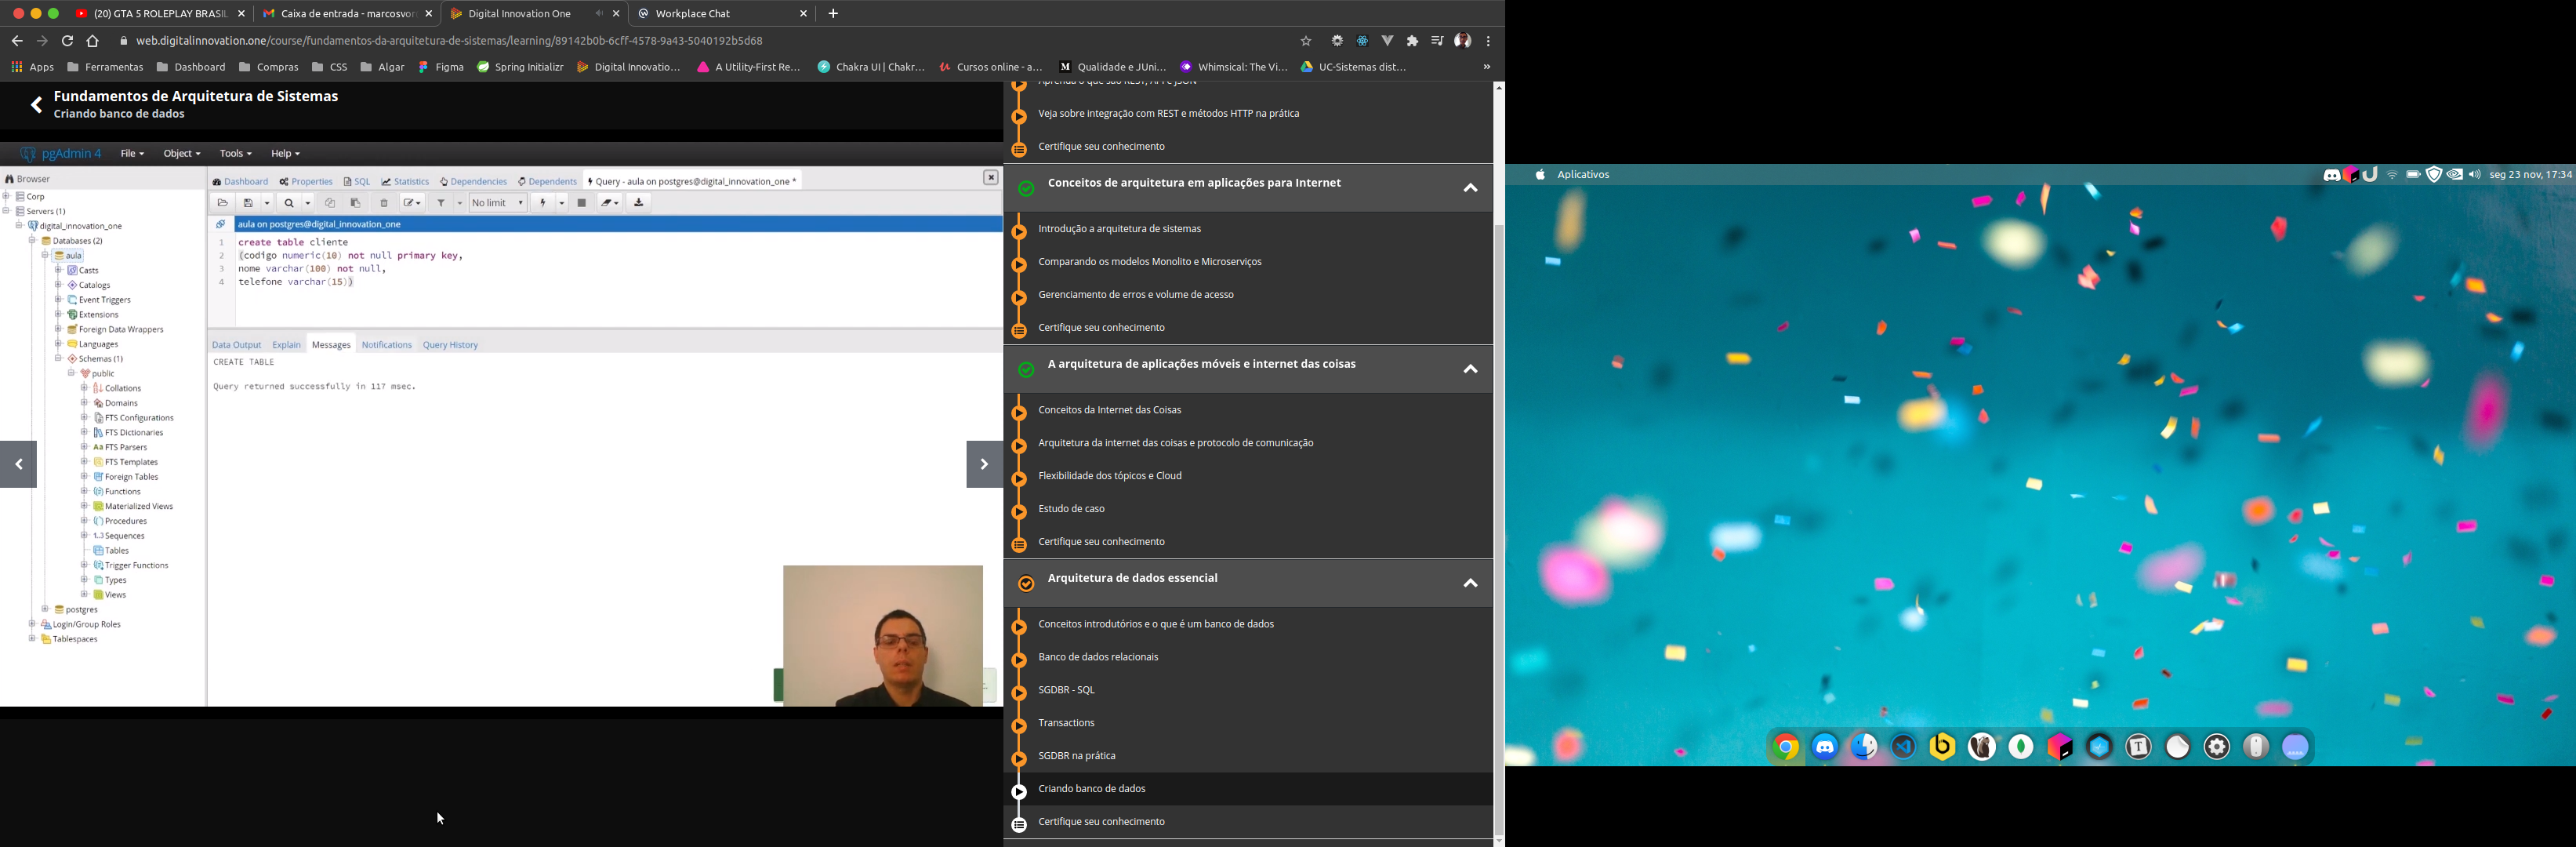 (20) GTA 5 ROLEPLAY BRASIL
Caixa de entrada - marcosvor
Digital Innovation One
Workplace Chat
web.digitalinnovation.one/course/fundamentos-da-arquitetura-de-sistemas/learning/89142b0b-6cff-4578-9a43-5040192b5d68
Apps
Ferramentas
Dashboard
Compras
CSS
Algar
Figma
Spring Initializr
Digital Innovatio...
A Utility-First Re...
Chakra UI | Chakr...
Cursos online - a...
Qualidade e JUni...
Whimsical: The Vi...
UC-Sistemas dist...
»
Fundamentos de Arquitetura de Sistemas
Criando banco de dados
pgAdmin 4
File
Object
Tools
Help
Browser
Corp
Servers (1)
digital_innovation_one
Databases (2)
aula
Casts
Catalogs
Event Triggers
Extensions
Foreign Data Wrappers
Languages
Schemas (1)
public
Collations
Domains
FTS Configurations
FTS Dictionaries
FTS Parsers
FTS Templates
Foreign Tables
Functions
Materialized Views
Procedures
1..3 Sequences
Tables
Trigger Functions
Types
Views
postgres
Login/Group Roles
Tablespaces
Dashboard
Properties
SQL
Statistics
Dependencies
Dependents
Query - aula on postgres@digital_innovation_one *
No limit
aula on postgres@digital_innovation_one
1 create table cliente
2 (codigo numeric(10) not null primary key,
3 nome varchar(100) not null,
4 telefone varchar(15))
Data Output
Explain
Messages
Notifications
Query History
CREATE TABLE
Query returned successfully in 117 msec.
Aprenda o que são REST, API e JSON
Veja sobre integração com REST e métodos HTTP na prática
Certifique seu conhecimento
Conceitos de arquitetura em aplicações para Internet
Introdução a arquitetura de sistemas
Comparando os modelos Monolito e Microserviços
Gerenciamento de erros e volume de acesso
Certifique seu conhecimento
A arquitetura de aplicações móveis e internet das coisas
Conceitos da Internet das Coisas
Arquitetura da internet das coisas e protocolo de comunicação
Flexibilidade dos tópicos e Cloud
Estudo de caso
Certifique seu conhecimento
Arquitetura de dados essencial
Conceitos introdutórios e o que é um banco de dados
Banco de dados relacionais
SGDBR - SQL
Transactions
SGDBR na prática
Criando banco de dados
Certifique seu conhecimento
Aplicativos
seg 23 nov, 17:34